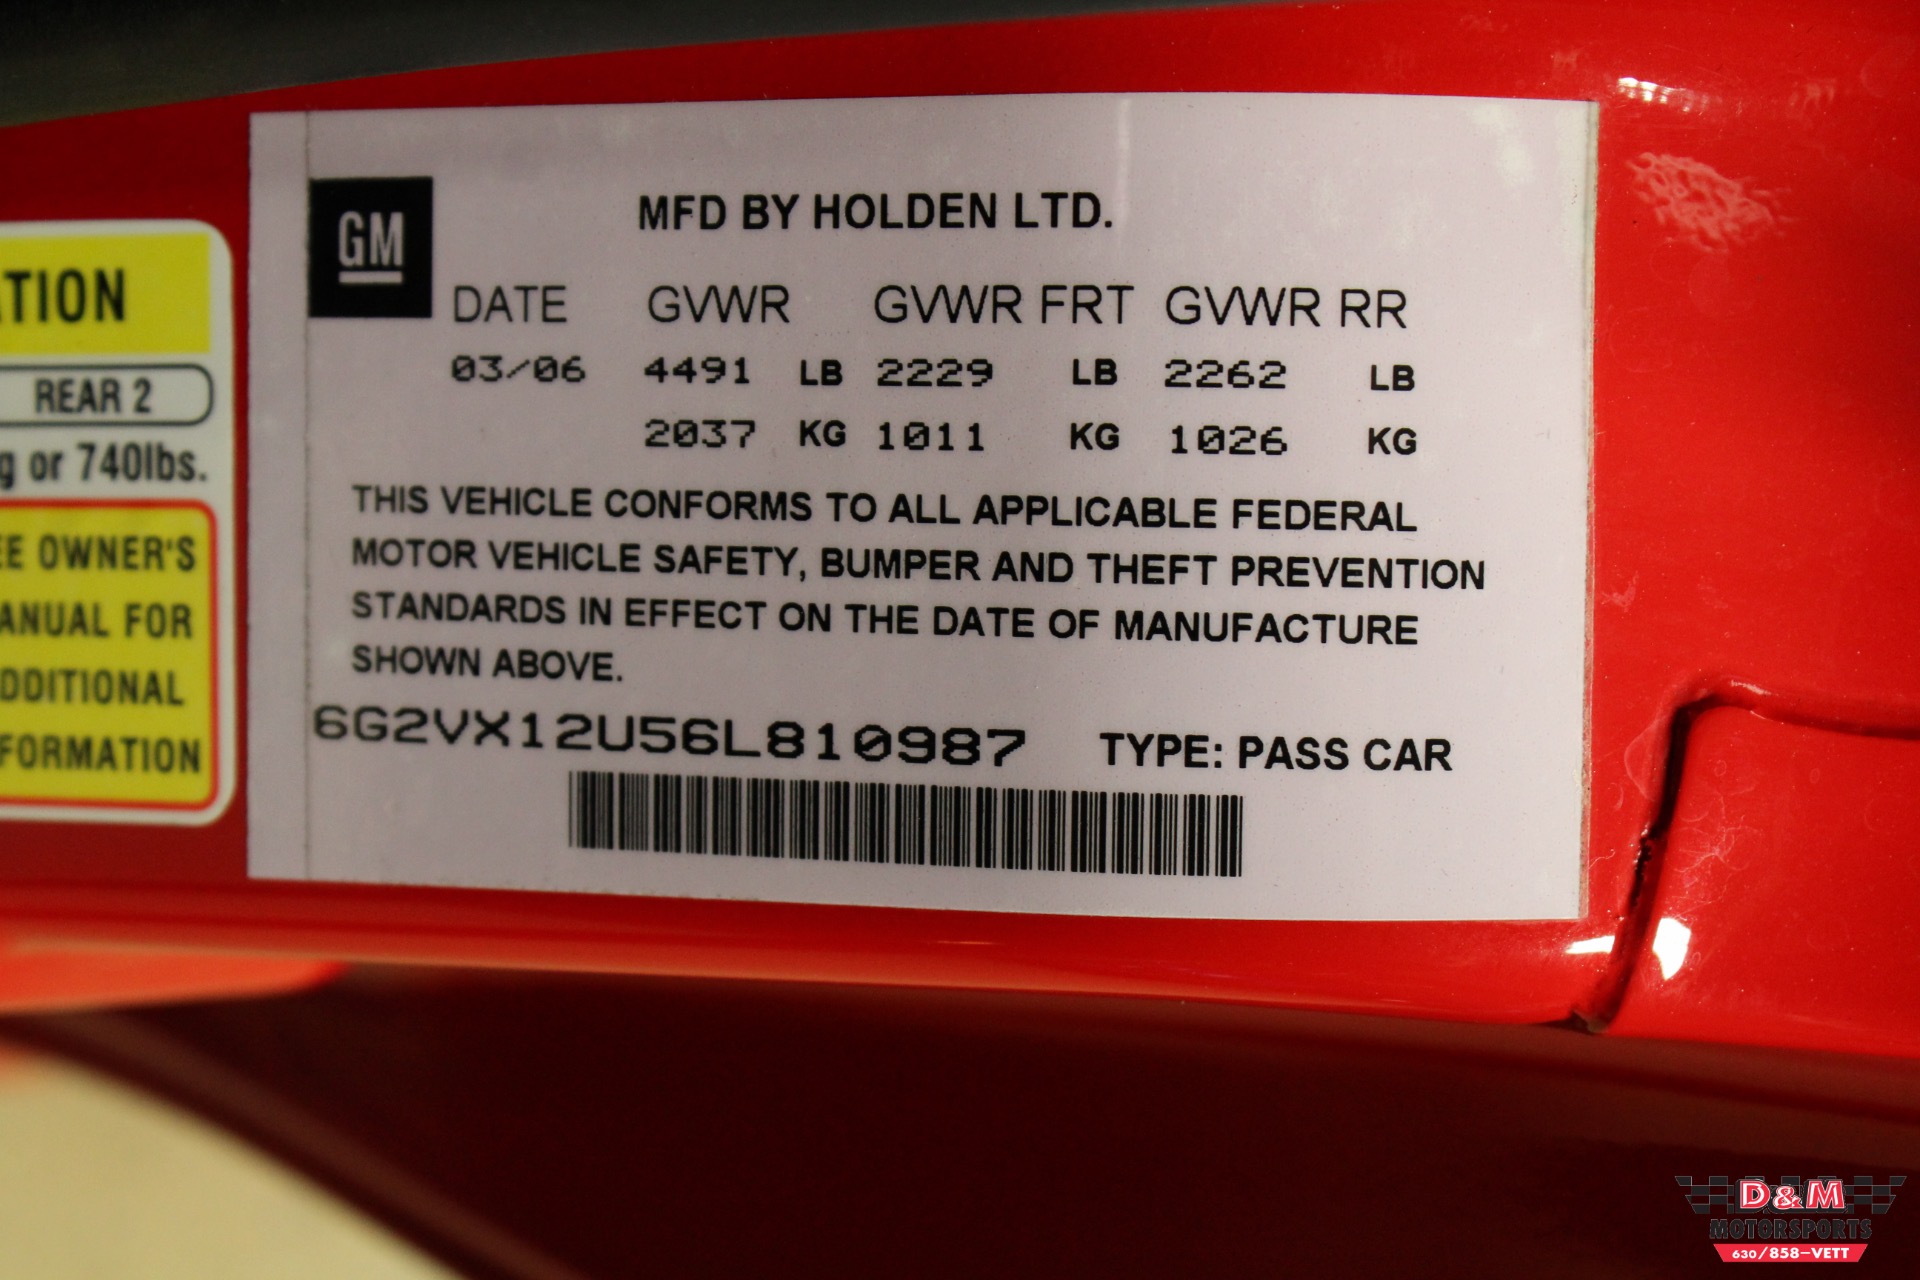 ATION
REAR 2
g or 740lbs.
EE OWNER'S
ANUAL FOR
DDITIONAL
FORMATION
GM
MFD BY HOLDEN LTD.
DATE GVWR GVWR FRT GVWR RR
03/06 4491 LB 2229 LB 2262 LB
2037 KG 1011 KG 1026 KG
THIS VEHICLE CONFORMS TO ALL APPLICABLE FEDERAL
MOTOR VEHICLE SAFETY, BUMPER AND THEFT PREVENTION
STANDARDS IN EFFECT ON THE DATE OF MANUFACTURE
SHOWN ABOVE.
6G2VX12U56L810987 TYPE: PASS CAR
D&M
MOTORSPORTS
630/858-VETT